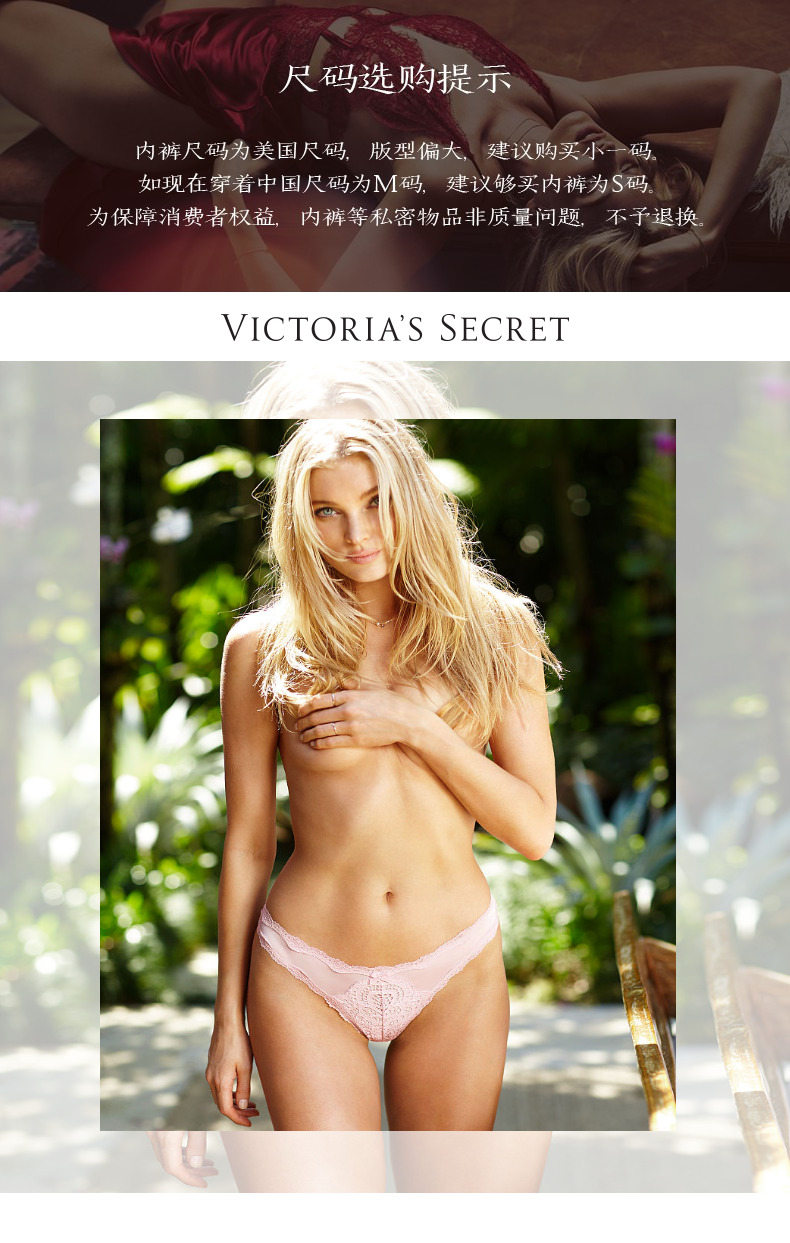 尺码选购提示
内裤尺码为美国尺码，版型偏大，建议购买小一码。
如现在穿着中国尺码为M码，建议够买内裤为S码。
为保障消费者权益，内裤等私密物品非质量问题，不予退换。
VICTORIA'S SECRET